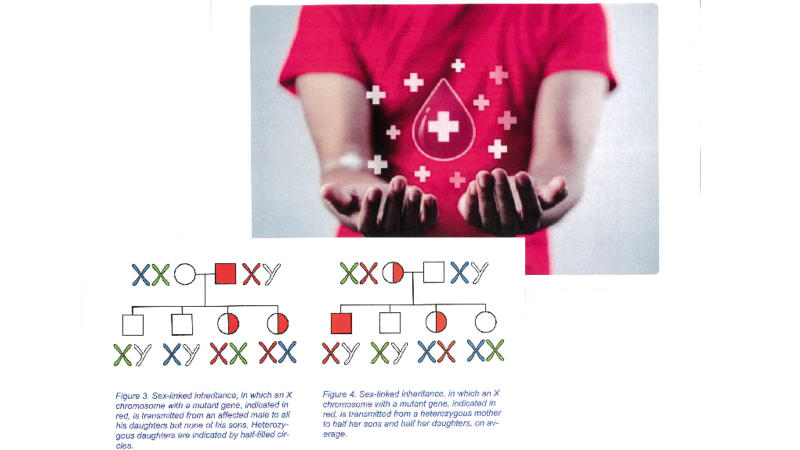 Figure 3. Sex-linked inheritance, in which an X
chromosome with a mutant gene, indicated in
red, is transmitted from an affected male to all
his daughters but none of his sons. Heterozy-
gous daughters are indicated by half-filled cir-
cles.
Figure 4. Sex-linked inheritance, in which an X
chromosome with a mutant gene, indicated in
red, is transmitted from a heterozygous mother
to half her sons and half her daughters, on av-
erage.